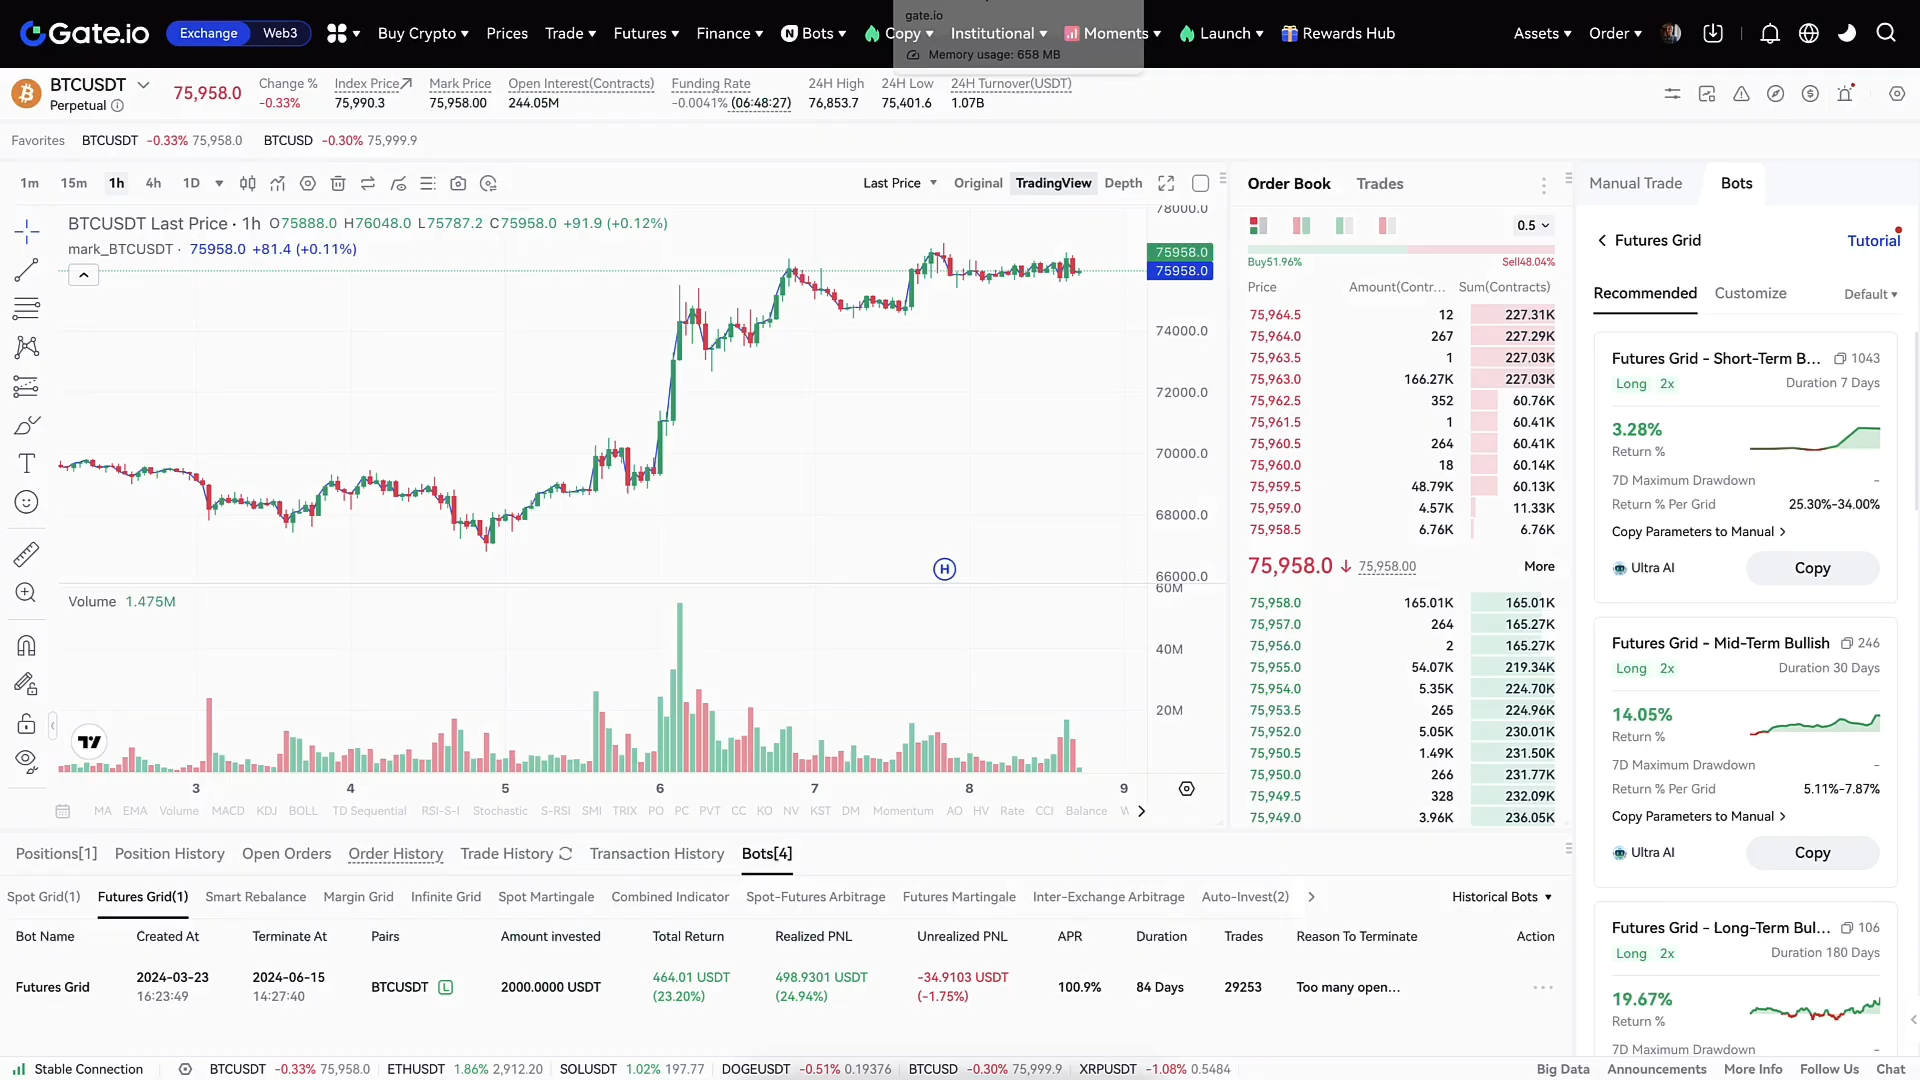 Gate.io Exchange Web3 Buy Crypto Prices Trade Futures Finance Bots Copy Institutional Moments Launch Rewards Hub Assets Order
gate.io
Memory usage: 658 MB
BTCUSDT
Perpetual
75,958.0
Change %
-0.33%
Index Price
75,990.3
Mark Price
75,958.00
Open Interest(Contracts)
244.05M
Funding Rate
-0.0041% (06:48:27)
24H High
76,853.7
24H Low
75,401.6
24H Turnover(USDT)
1.07B
Favorites BTCUSDT -0.33% 75,958.0 BTCUSD -0.30% 75,999.9
1m 15m 1h 4h 1D Last Price Original TradingView Depth
BTCUSDT Last Price · 1h O75888.0 H76048.0 L75787.2 C75958.0 +91.9 (+0.12%)
mark_BTCUSDT · 75958.0 +81.4 (+0.11%)
78000.0
75958.0
75958.0
74000.0
72000.0
70000.0
68000.0
66000.0
H
60M
Volume 1.475M
40M
20M
3 4 5 6 7 8 9
MA EMA Volume MACD KDJ BOLL TD Sequential RSI-S-I Stochastic S-RSI SMI TRIX PO PC PVT CC KO NV KST DM Momentum AO HV Rate CCI Balance
Order Book Trades
0.5
Buy51.96% Sell48.04%
Price Amount(Contr... Sum(Contracts)
75,964.5 12 227.31K
75,964.0 267 227.29K
75,963.5 1 227.03K
75,963.0 166.27K 227.03K
75,962.5 352 60.76K
75,961.5 1 60.41K
75,960.5 264 60.41K
75,960.0 18 60.14K
75,959.5 48.79K 60.13K
75,959.0 4.57K 11.33K
75,958.5 6.76K 6.76K
75,958.0 ↓ 75,958.00 More
75,958.0 165.01K 165.01K
75,957.0 264 165.27K
75,956.0 2 165.27K
75,955.0 54.07K 219.34K
75,954.0 5.35K 224.70K
75,953.5 265 224.96K
75,952.0 5.05K 230.01K
75,950.5 1.49K 231.50K
75,950.0 266 231.77K
75,949.5 328 232.09K
75,949.0 3.96K 236.05K
Manual Trade Bots
Futures Grid Tutorial
Recommended Customize Default
Futures Grid - Short-Term B... 1043
Long 2x Duration 7 Days
3.28%
Return %
7D Maximum Drawdown -
Return % Per Grid 25.30%-34.00%
Copy Parameters to Manual >
Ultra AI Copy
Futures Grid - Mid-Term Bullish 246
Long 2x Duration 30 Days
14.05%
Return %
7D Maximum Drawdown -
Return % Per Grid 5.11%-7.87%
Copy Parameters to Manual >
Ultra AI Copy
Futures Grid - Long-Term Bul... 106
Long 2x Duration 180 Days
19.67%
Return %
7D Maximum Drawdown -
Positions[1] Position History Open Orders Order History Trade History Transaction History Bots[4]
Spot Grid(1) Futures Grid(1) Smart Rebalance Margin Grid Infinite Grid Spot Martingale Combined Indicator Spot-Futures Arbitrage Futures Martingale Inter-Exchange Arbitrage Auto-Invest(2) Historical Bots
Bot Name Created At Terminate At Pairs Amount invested Total Return Realized PNL Unrealized PNL APR Duration Trades Reason To Terminate Action
2024-03-23 2024-06-15 464.01 USDT 498.9301 USDT -34.9103 USDT
Futures Grid BTCUSDT L 2000.0000 USDT 100.9% 84 Days 29253 Too many open... ...
16:23:49 14:27:40 (23.20%) (24.94%) (-1.75%)
Stable Connection BTCUSDT -0.33% 75,958.0 ETHUSDT 1.86% 2,912.20 SOLUSDT 1.02% 197.77 DOGEUSDT -0.51% 0.19376 BTCUSD -0.30% 75,999.9 XRPUSDT -1.08% 0.5484 Big Data Announcements More Info Follow Us Chat